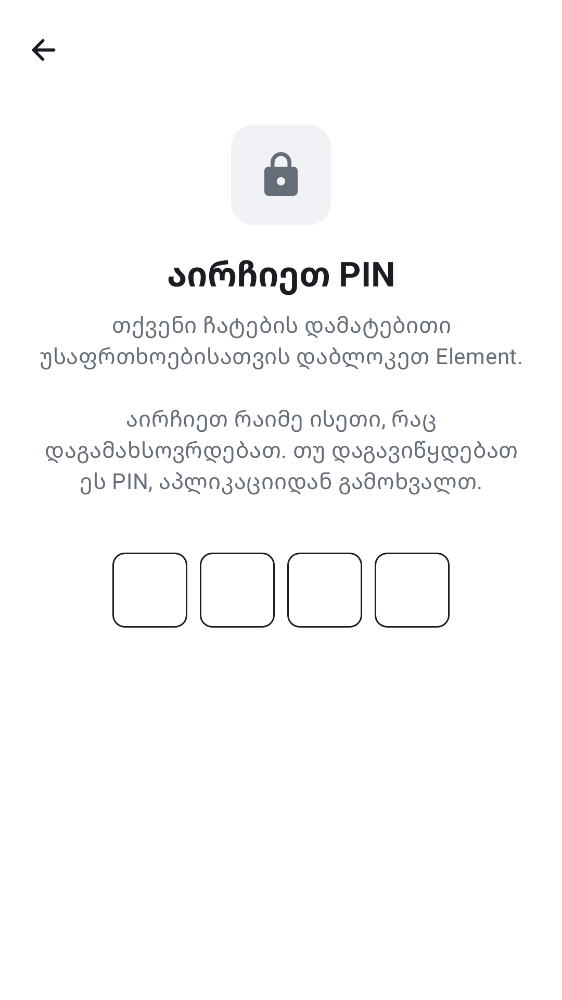 აირჩიეთ PIN
თქვენი ჩატების დამატებითი
უსაფრთხოებისათვის დაბლოკეთ Element.
აირჩიეთ რაიმე ისეთი, რაც
დაგამახსოვრდებათ. თუ დაგავიწყდებათ
ეს PIN, აპლიკაციიდან გამოხვალთ.